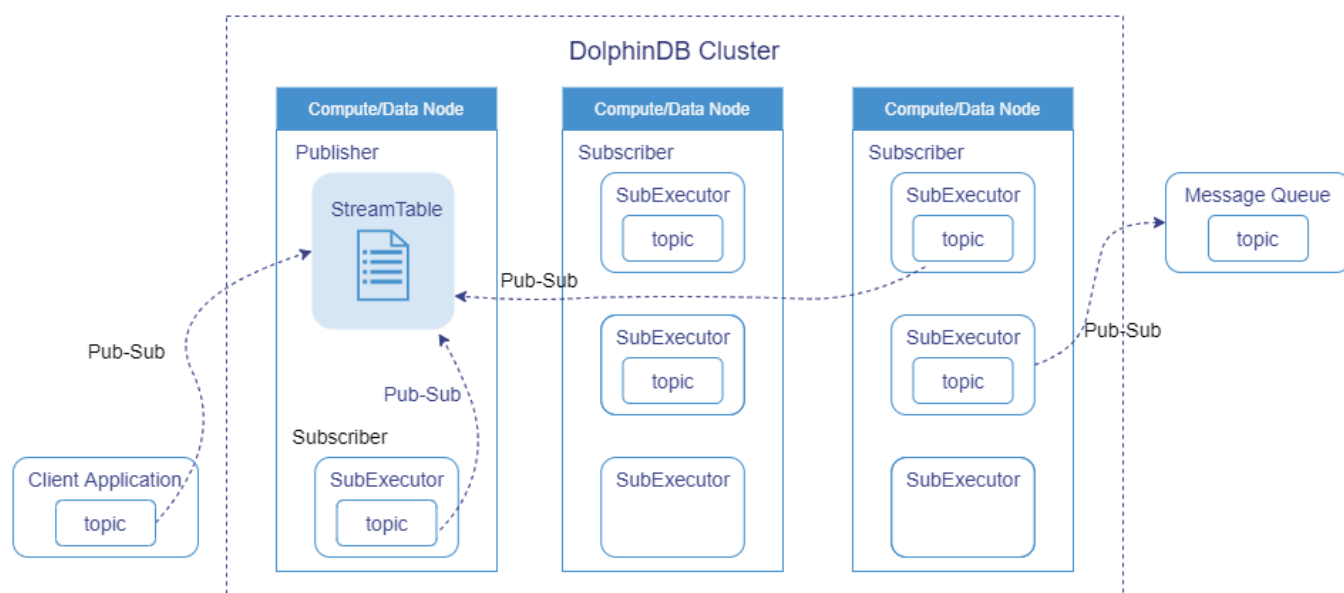 DolphinDB Cluster
Compute/Data Node
Publisher
StreamTable
Pub-Sub
Subscriber
SubExecutor
topic
Compute/Data Node
Subscriber
SubExecutor
topic
SubExecutor
topic
SubExecutor
Compute/Data Node
Subscriber
SubExecutor
topic
SubExecutor
topic
SubExecutor
Pub-Sub
Client Application
topic
Pub-Sub
Pub-Sub
Message Queue
topic